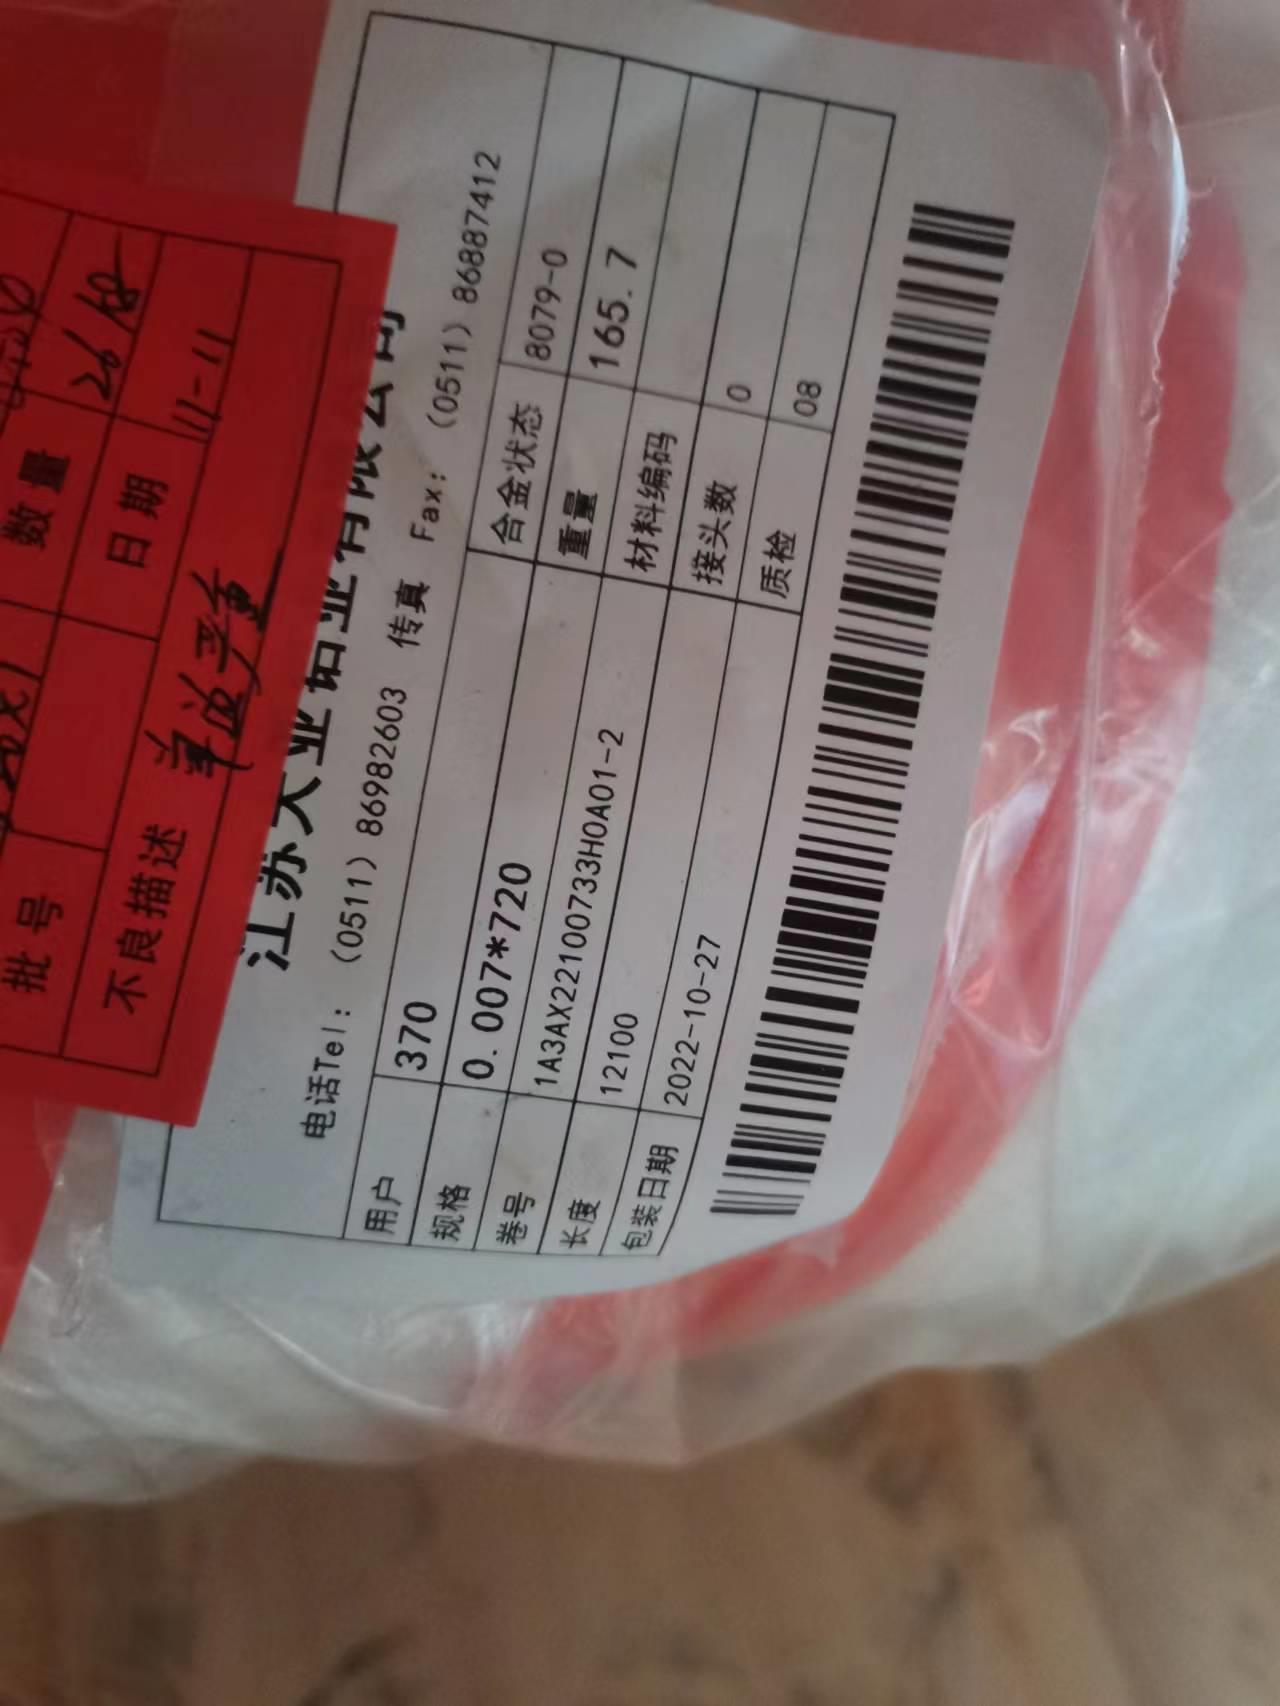 数量
日期 11-11
批号
不良描述
江苏大亚铝业有限公司
电话Tel: (0511) 86982603 传真 Fax: (0511) 86887412
用户 370
规格 0.007*720 合金状态 8079-0
卷号 1A3AX22100733H0A01-2 重量 165.7
长度 12100 材料编码
包装日期 2022-10-27 接头数 0
质检 08